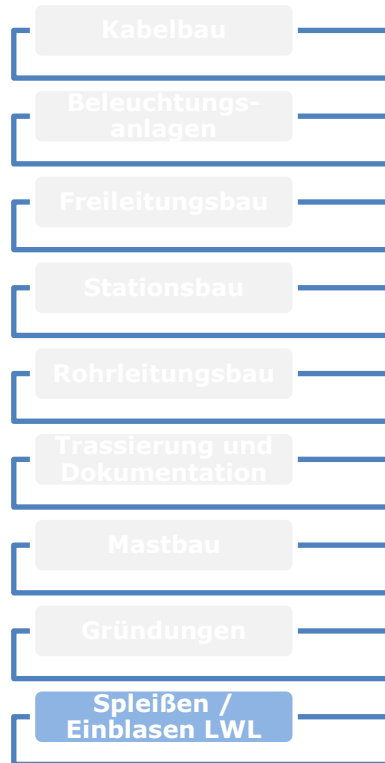 Kabelbau
Beleuchtungs-
anlagen
Freileitungsbau
Stationsbau
Rohrleitungsbau
Trassierung und
Dokumentation
Mastbau
Gründungen
Spleißen /
Einblasen LWL